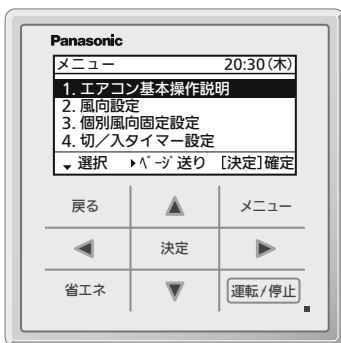 Panasonic
メニュー 20:30(木)
1. エアコン基本操作説明
2. 風向設定
3. 個別風向固定設定
4. 切/入タイマー設定
選択 ▸ページ送り [決定]確定
戻る ▲ メニュー
◀ 決定 ▶
省エネ ▼ 運転/停止